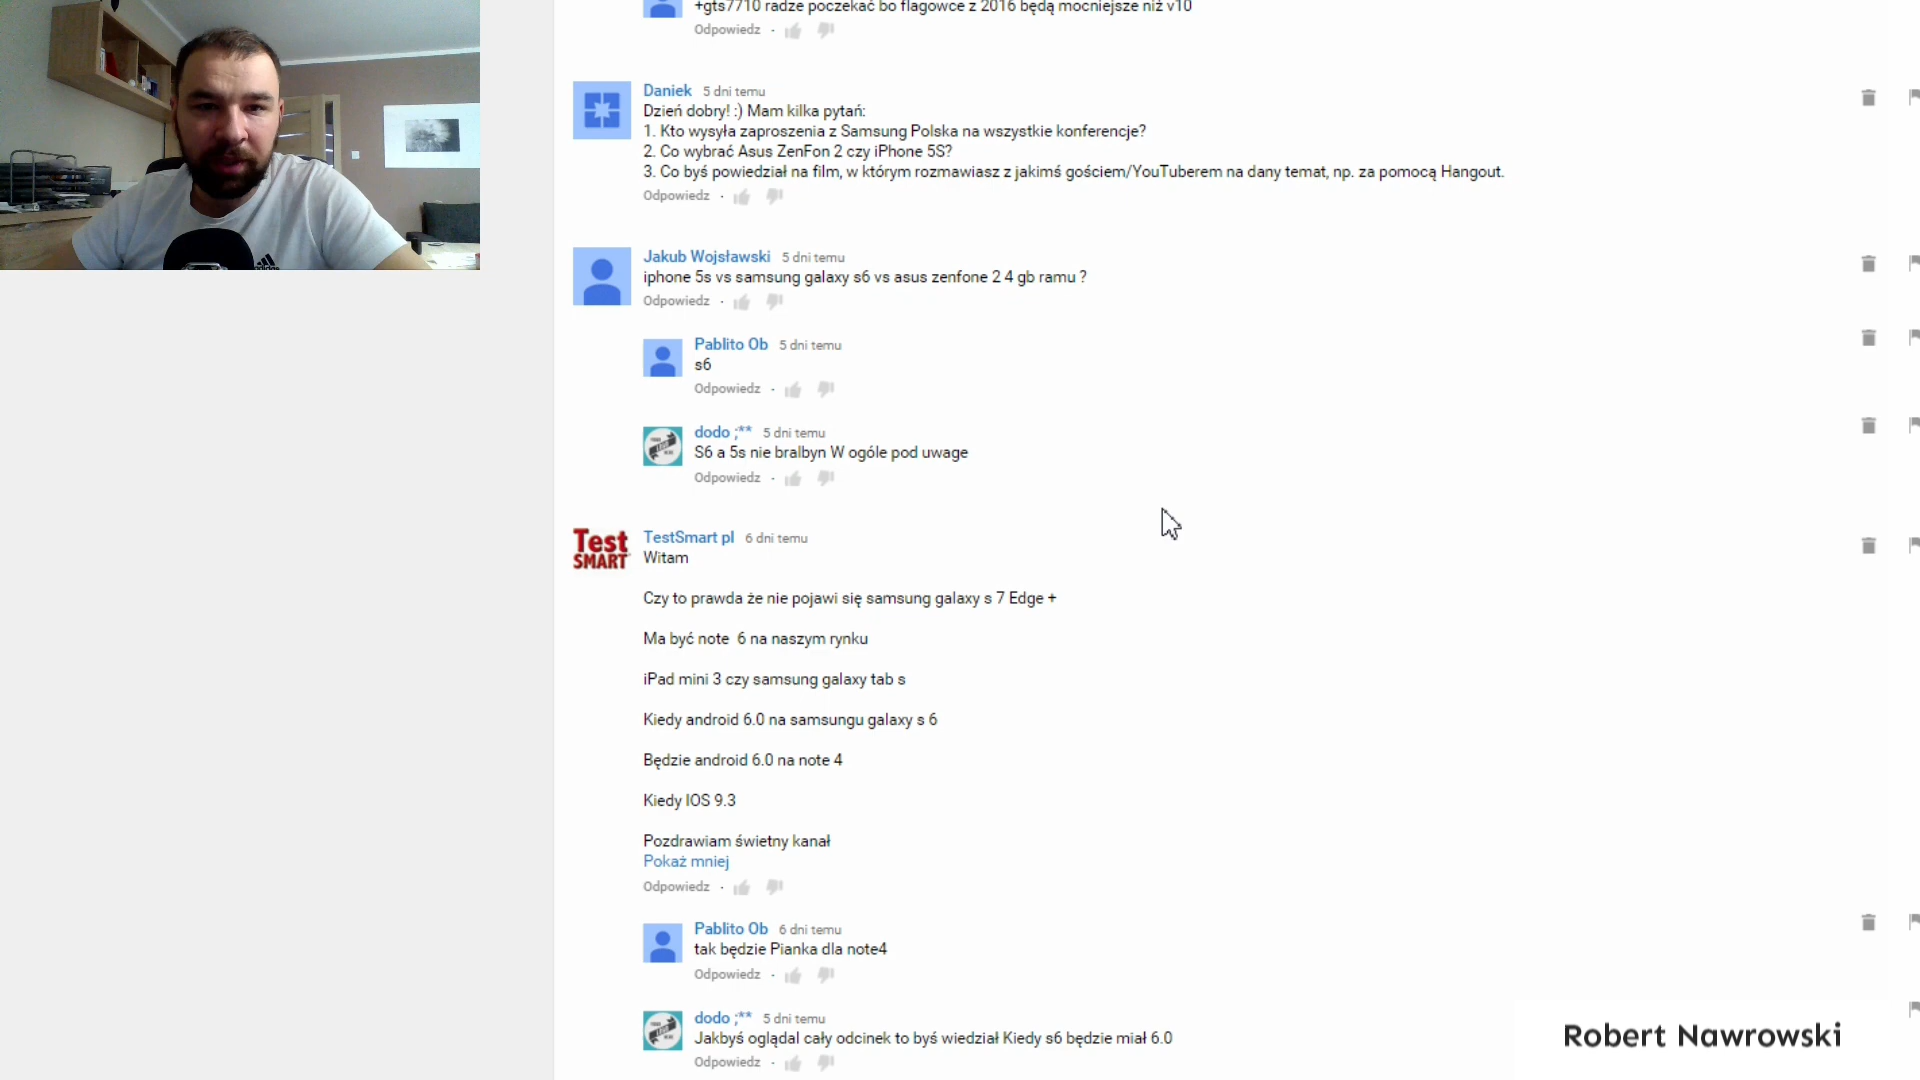 +gts7710 radze poczekać bo flagowce z 2016 będą mocniejsze niż v10
Odpowiedz
Daniek 5 dni temu
Dzień dobry! :) Mam kilka pytań:
1. Kto wysyła zaproszenia z Samsung Polska na wszystkie konferencje?
2. Co wybrać Asus ZenFon 2 czy iPhone 5S?
3. Co byś powiedział na film, w którym rozmawiasz z jakimś gościem/YouTuberem na dany temat, np. za pomocą Hangout.
Odpowiedz
Jakub Wojsławski 5 dni temu
iphone 5s vs samsung galaxy s6 vs asus zenfone 2 4 gb ramu ?
Odpowiedz
Pablito Ob 5 dni temu
s6
Odpowiedz
dodo ;** 5 dni temu
S6 a 5s nie bralbyn W ogóle pod uwage
Odpowiedz
Test
SMART
TestSmart pl 6 dni temu
Witam
Czy to prawda że nie pojawi się samsung galaxy s 7 Edge +
Ma być note 6 na naszym rynku
iPad mini 3 czy samsung galaxy tab s
Kiedy android 6.0 na samsungu galaxy s 6
Będzie android 6.0 na note 4
Kiedy IOS 9.3
Pozdrawiam świetny kanał
Pokaż mniej
Odpowiedz
Pablito Ob 6 dni temu
tak będzie Pianka dla note4
Odpowiedz
dodo ;** 5 dni temu
Jakbyś oglądal cały odcinek to byś wiedział Kiedy s6 będzie miał 6.0
Odpowiedz
Robert Nawrowski